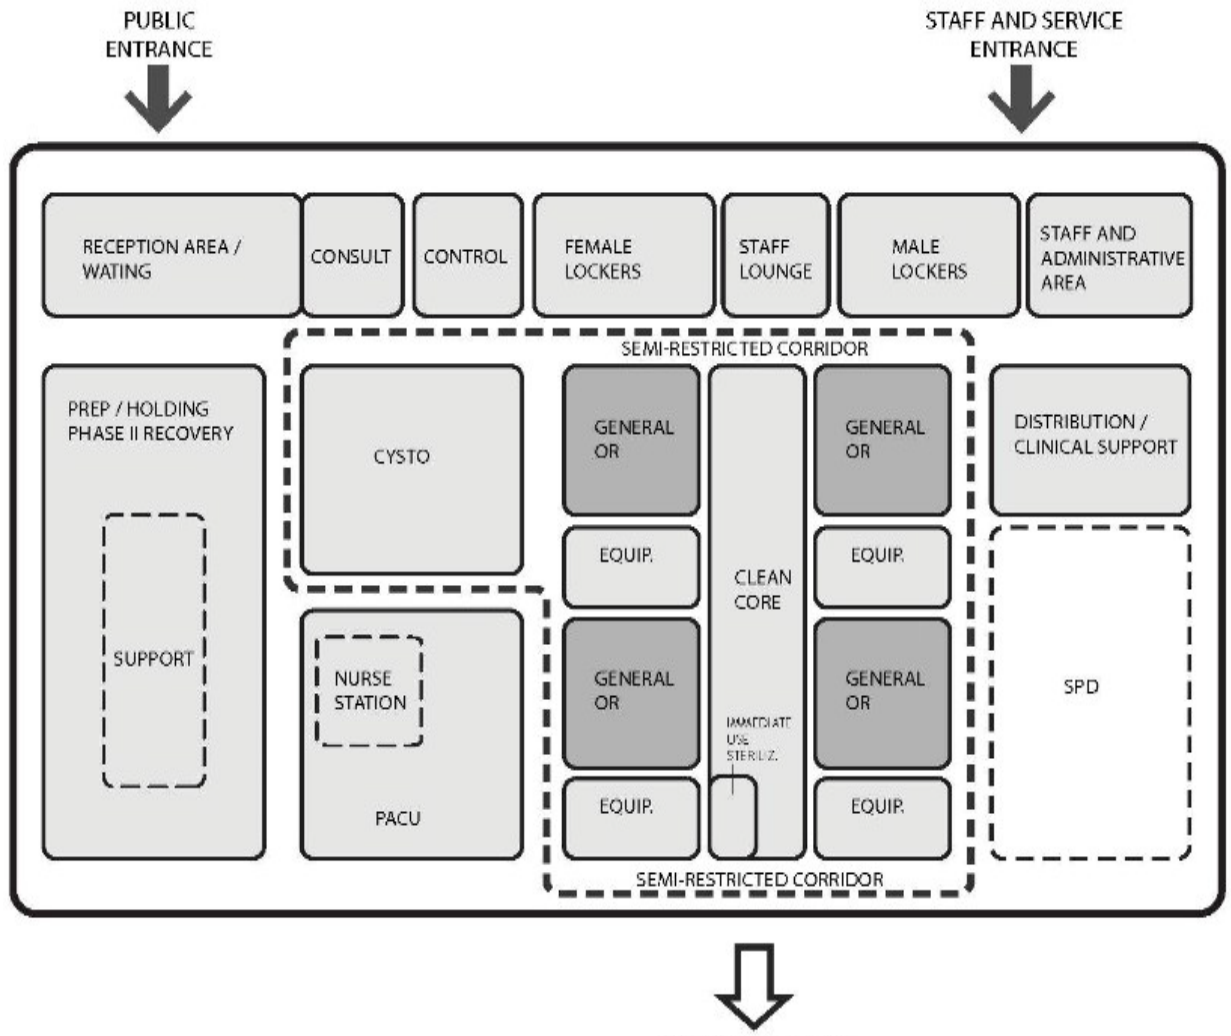 PUBLIC
ENTRANCE
STAFF AND SERVICE
ENTRANCE
RECEPTION AREA /
WATING
CONSULT
CONTROL
FEMALE
LOCKERS
STAFF
LOUNGE
MALE
LOCKERS
STAFF AND
ADMINISTRATIVE
AREA
SEMI-RESTRICTED CORRIDOR
PREP / HOLDING
PHASE II RECOVERY
SUPPORT
CYSTO
NURSE
STATION
PACU
GENERAL
OR
EQUIP.
GENERAL
OR
EQUIP.
CLEAN
CORE
IMMEDIATE
USE
STERILIZ.
GENERAL
OR
EQUIP.
GENERAL
OR
EQUIP.
DISTRIBUTION /
CLINICAL SUPPORT
SPD
SEMI-RESTRICTED CORRIDOR